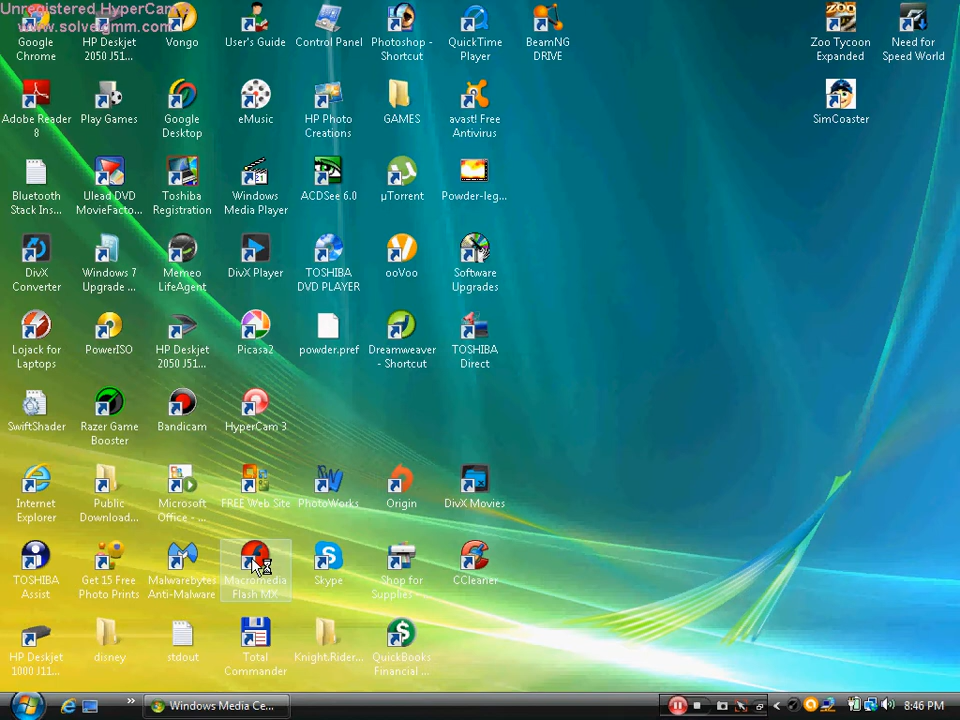 Unregistered HyperCam 3
www.solveigmm.com
Google
Chrome
HP Deskjet
2050 J51...
Vongo
User's Guide
Control Panel
Photoshop -
Shortcut
QuickTime
Player
BeamNG
DRIVE
Zoo Tycoon
Expanded
Need for
Speed World
Adobe Reader
8
Play Games
Google
Desktop
eMusic
HP Photo
Creations
GAMES
avast! Free
Antivirus
SimCoaster
Bluetooth
Stack Ins...
Ulead DVD
MovieFacto...
Toshiba
Registration
Windows
Media Player
ACDSee 6.0
µTorrent
Powder-leg...
DivX
Converter
Windows 7
Upgrade ...
Memeo
LifeAgent
DivX Player
TOSHIBA
DVD PLAYER
ooVoo
Software
Upgrades
Lojack for
Laptops
PowerISO
HP Deskjet
2050 J51...
Picasa2
powder.pref
Dreamweaver
- Shortcut
TOSHIBA
Direct
SwiftShader
Razer Game
Booster
Bandicam
HyperCam 3
Internet
Explorer
Public
Download...
Microsoft
Office - ...
FREE Web Site
PhotoWorks
Origin
DivX Movies
TOSHIBA
Assist
Get 15 Free
Photo Prints
Malwarebytes
Anti-Malware
Macromedia
Flash MX
Skype
Shop for
Supplies - ...
CCleaner
HP Deskjet
1000 J11...
disney
stdout
Total
Commander
Knight.Rider...
QuickBooks
Financial ...
Windows Media Ce...
8:46 PM